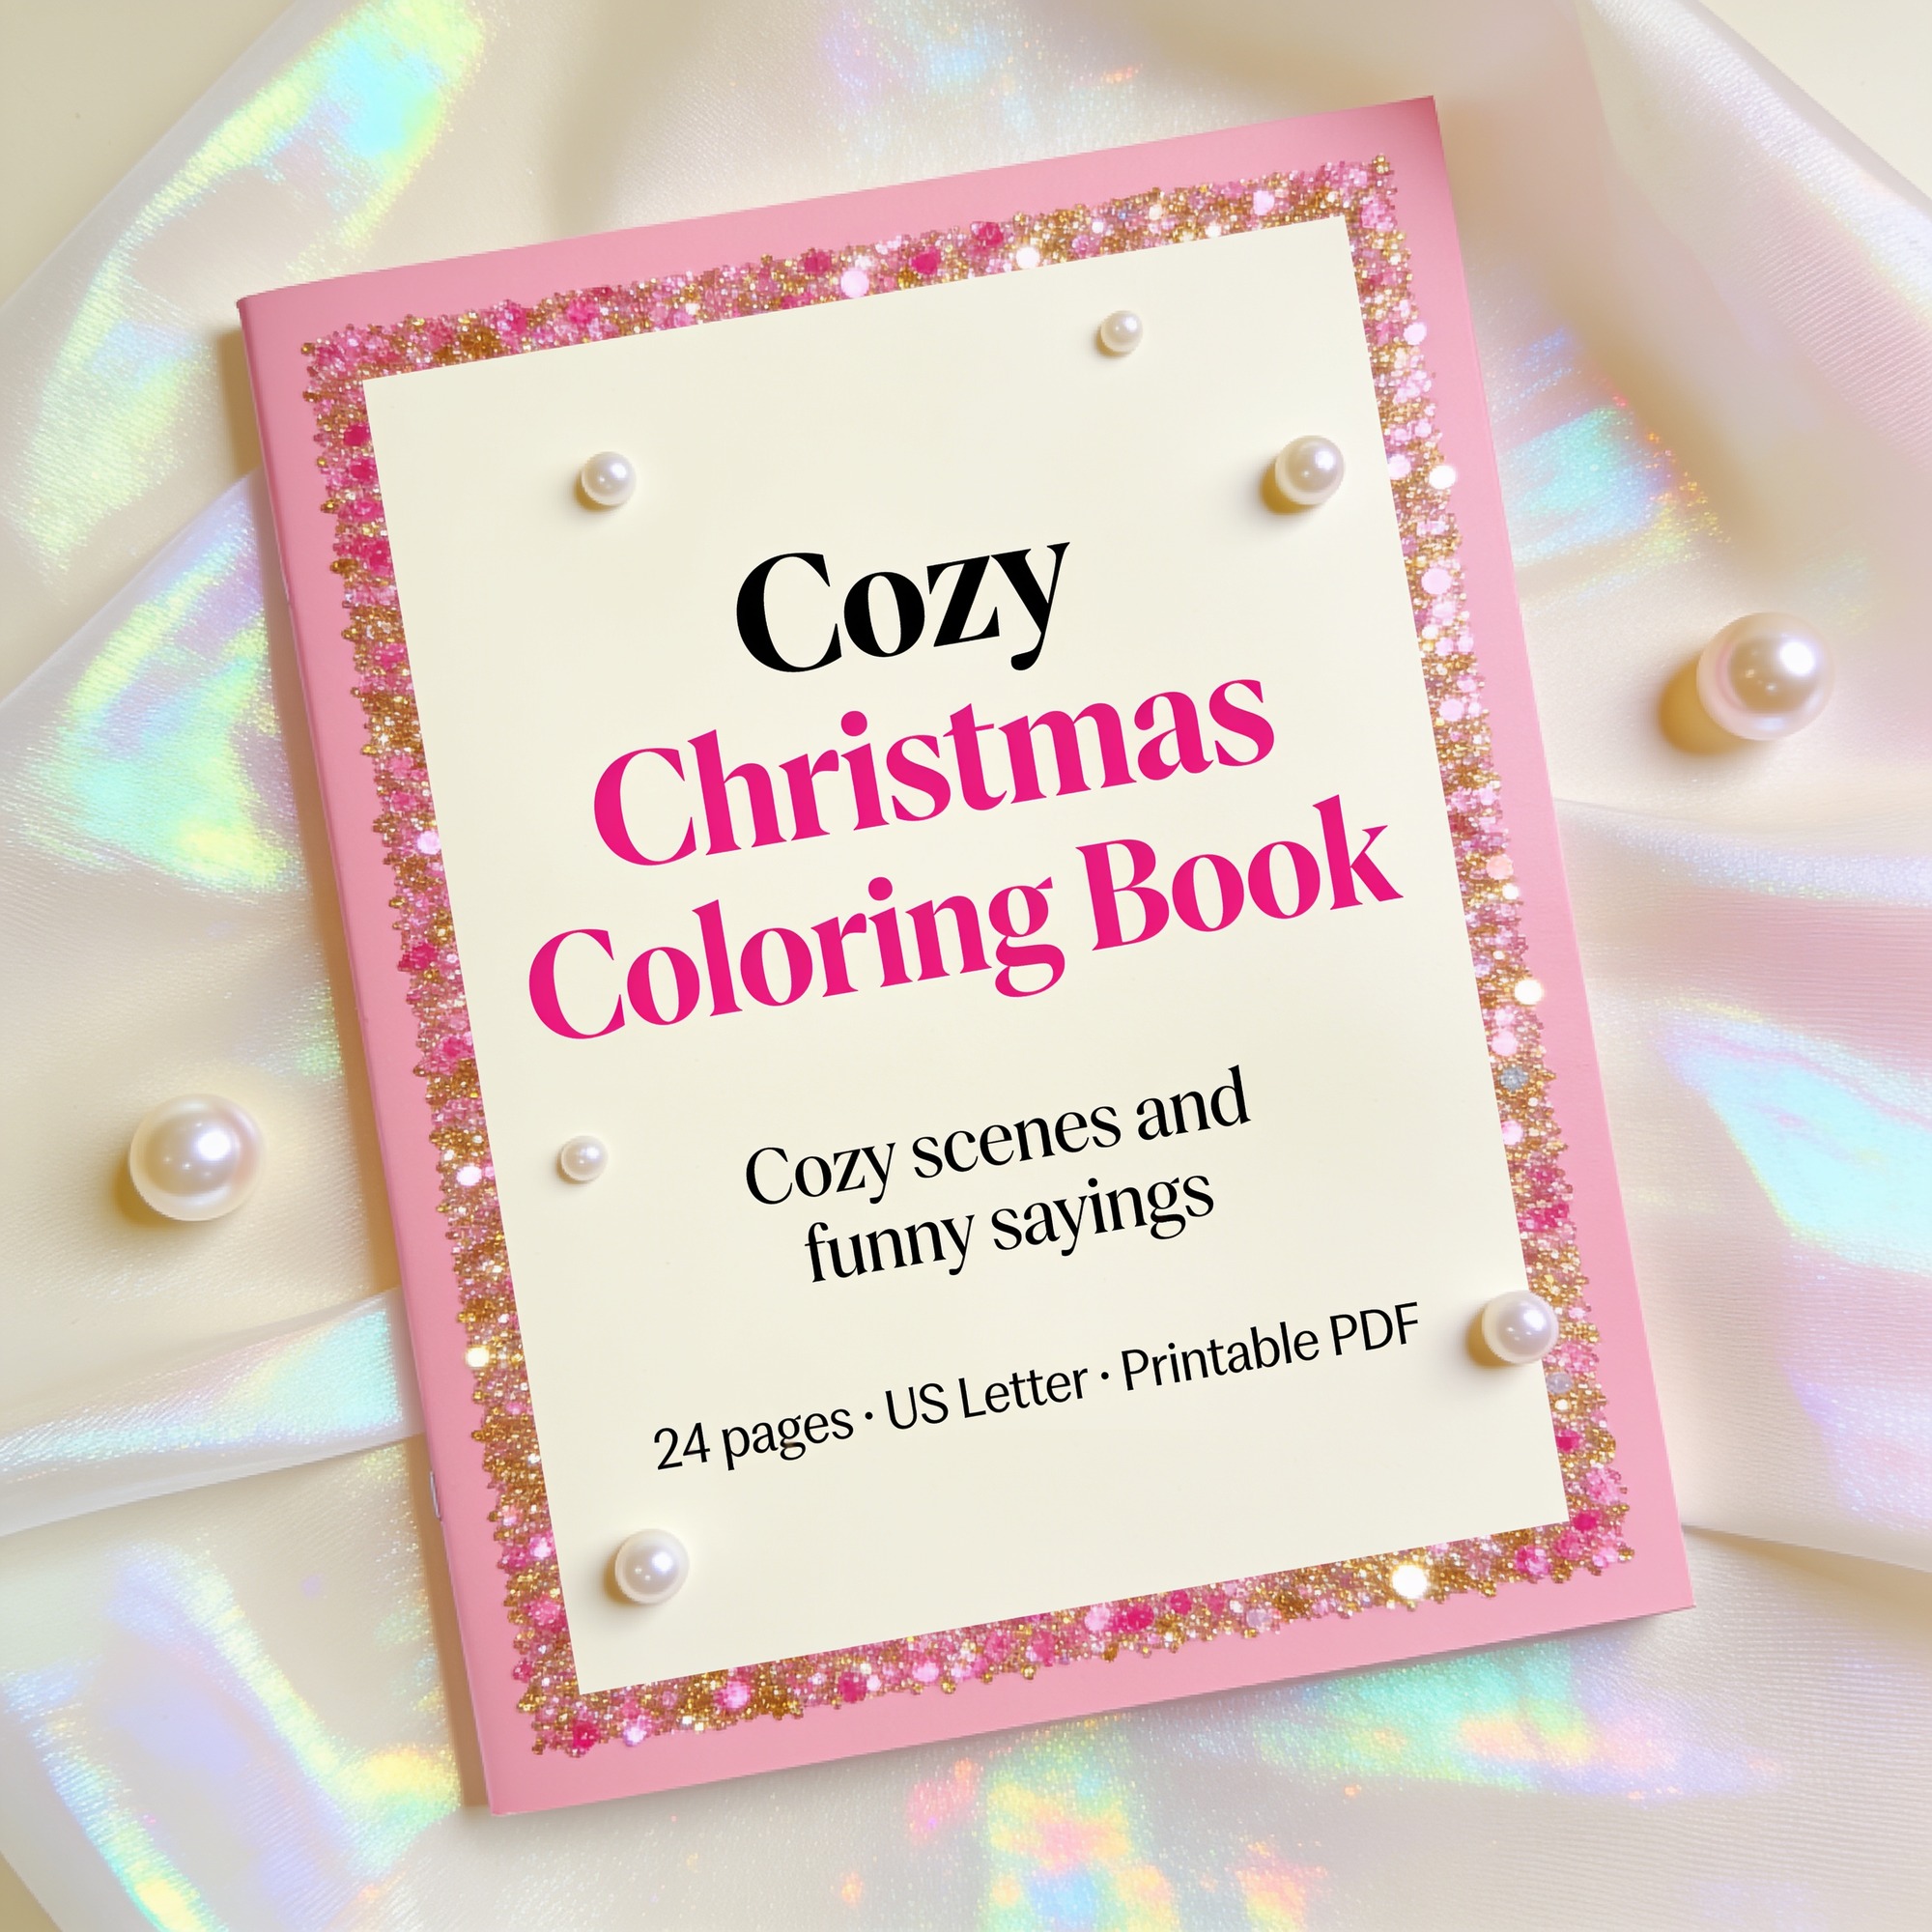 Cozy
Christmas
Coloring Book
Cozy scenes and
funny sayings
24 pages · US Letter · Printable PDF